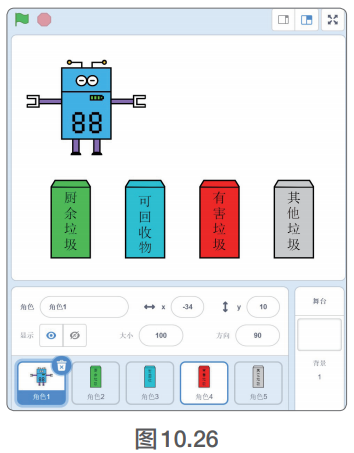 88
厨余垃圾
可回收物
有害垃圾
其他垃圾
角色 角色1 x -34 y 10
显示 大小 100 方向 90
舞台
背景
1
角色1 角色2 角色3 角色4 角色5
图10.26